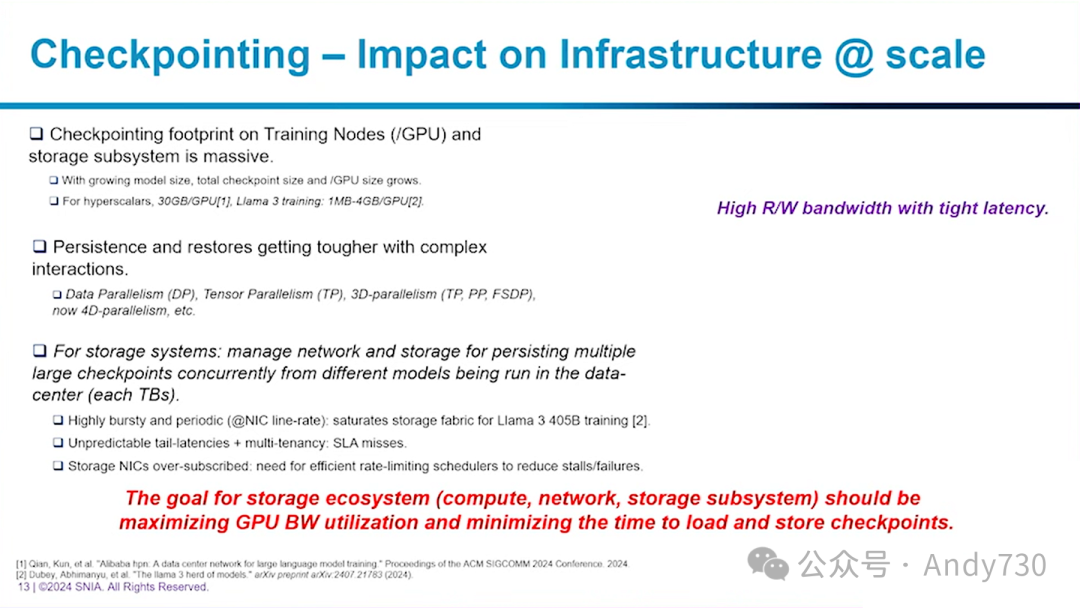 Checkpointing – Impact on Infrastructure @ scale
❑ Checkpointing footprint on Training Nodes (/GPU) and
storage subsystem is massive.
❑ With growing model size, total checkpoint size and /GPU size grows.
❑ For hyperscalars, 30GB/GPU[1], Llama 3 training: 1MB-4GB/GPU[2].
High R/W bandwidth with tight latency.
❑ Persistence and restores getting tougher with complex
interactions.
❑ Data Parallelism (DP), Tensor Parallelism (TP), 3D-parallelism (TP, PP, FSDP),
now 4D-parallelism, etc.
❑ For storage systems: manage network and storage for persisting multiple
large checkpoints concurrently from different models being run in the data-
center (each TBs).
❑ Highly bursty and periodic (@NIC line-rate): saturates storage fabric for Llama 3 405B training [2].
❑ Unpredictable tail-latencies + multi-tenancy: SLA misses.
❑ Storage NICs over-subscribed: need for efficient rate-limiting schedulers to reduce stalls/failures.
The goal for storage ecosystem (compute, network, storage subsystem) should be
maximizing GPU BW utilization and minimizing the time to load and store checkpoints.
[1] Qian, Kun, et al. "Alibaba hpn: A data center network for large language model training." Proceedings of the ACM SIGCOMM 2024 Conference. 2024.
[2] Dubey, Abhimanyu, et al. "The llama 3 herd of models." arXiv preprint arXiv:2407.21783 (2024).
13 | ©2024 SNIA. All Rights Reserved.
公众号 · Andy730